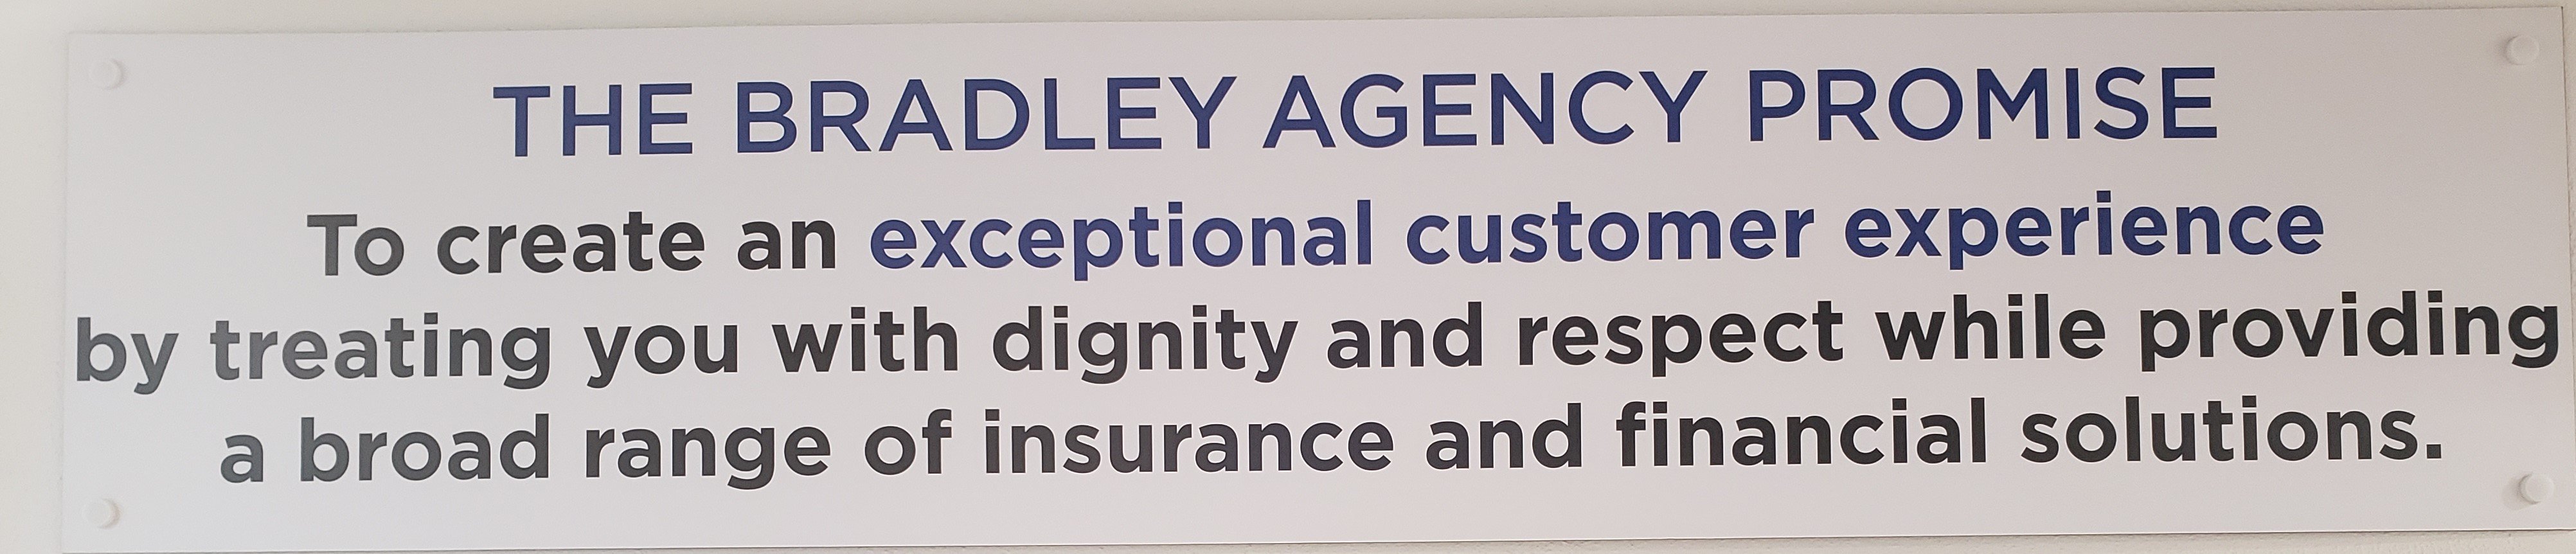 THE BRADLEY AGENCY PROMISE
To create an exceptional customer experience
by treating you with dignity and respect while providing
a broad range of insurance and financial solutions.